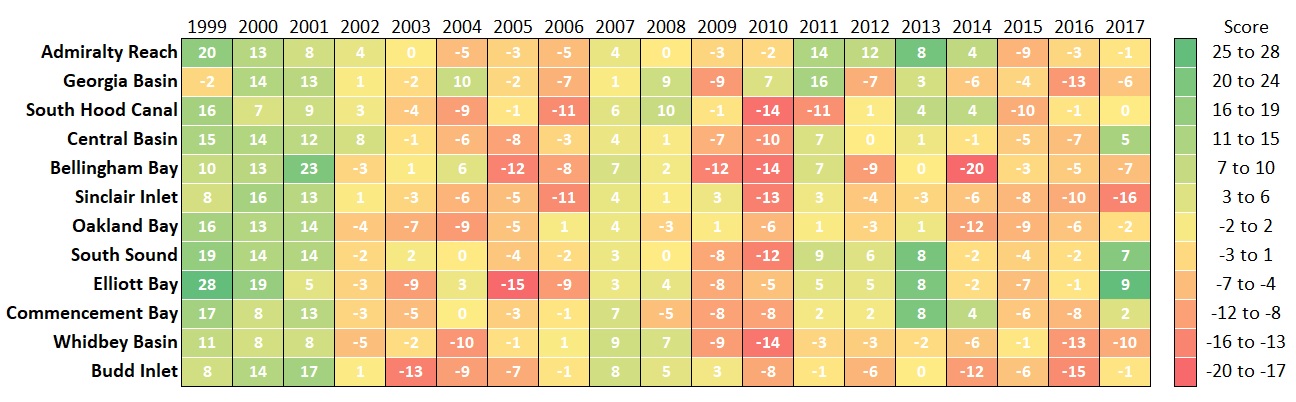 1999 2000 2001 2002 2003 2004 2005 2006 2007 2008 2009 2010 2011 2012 2013 2014 2015 2016 2017 Score
Admiralty Reach 20 13 8 4 0 -5 -3 -5 4 0 -3 -2 14 12 8 4 -9 -3 -1 25 to 28
Georgia Basin -2 14 13 1 -2 10 -2 -7 1 9 -9 7 16 -7 3 -6 -4 -13 -6 20 to 24
South Hood Canal 16 7 9 3 -4 -9 -1 -11 6 10 -1 -14 -11 1 4 4 -10 -1 0 16 to 19
Central Basin 15 14 12 8 -1 -6 -8 -3 4 1 -7 -10 7 0 1 -1 -5 -7 5 11 to 15
Bellingham Bay 10 13 23 -3 1 6 -12 -8 7 2 -12 -14 7 -9 0 -20 -3 -5 -7 7 to 10
Sinclair Inlet 8 16 13 1 -3 -6 -5 -11 4 1 3 -13 3 -4 -3 -6 -8 -10 -16 3 to 6
Oakland Bay 16 13 14 -4 -7 -9 -5 1 4 -3 1 -6 1 -3 1 -12 -9 -6 -2 -2 to 2
South Sound 19 14 14 -2 2 0 -4 -2 3 0 -8 -12 9 6 8 -2 -4 -2 7 -3 to 1
Elliott Bay 28 19 5 -3 -9 3 -15 -9 3 4 -8 -5 5 5 8 -2 -7 -1 9 -7 to -4
Commencement Bay 17 8 13 -3 -5 0 -3 -1 7 -5 -8 -8 2 2 8 4 -6 -8 2 -12 to -8
Whidbey Basin 11 8 8 -5 -2 -10 -1 1 9 7 -9 -14 -3 -3 -2 -6 -1 -13 -10 -16 to -13
Budd Inlet 8 14 17 1 -13 -9 -7 -1 8 5 3 -8 -1 -6 0 -12 -6 -15 -1 -20 to -17